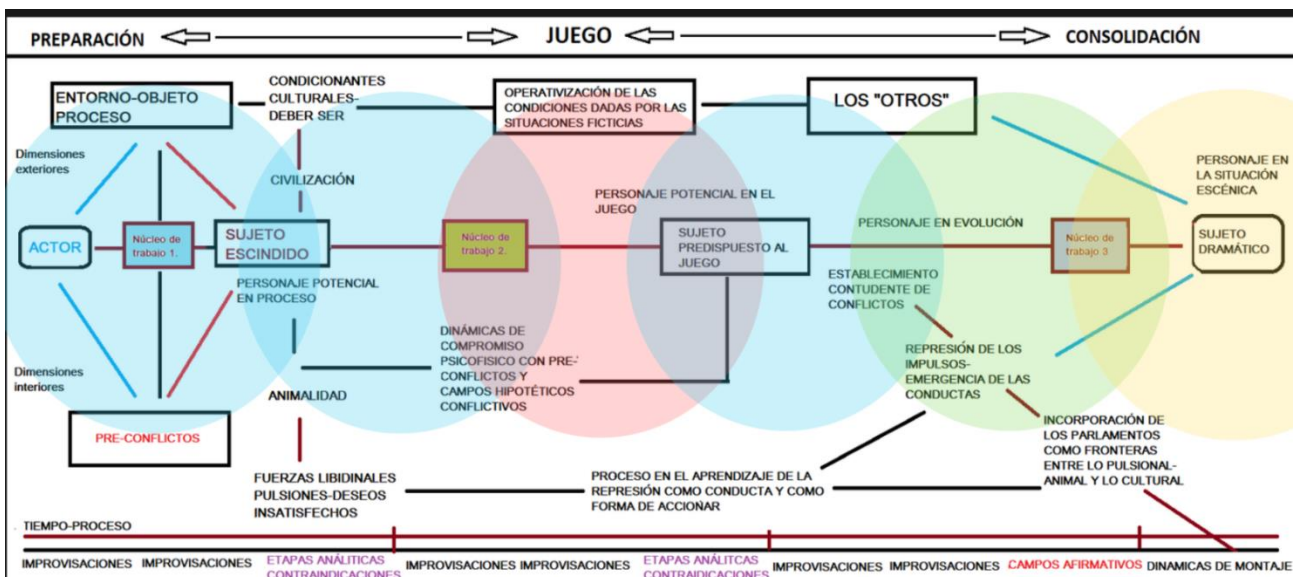 PREPARACIÓN
JUEGO
CONSOLIDACIÓN
ENTORNO-OBJETO
PROCESO
CONDICIONANTES
CULTURALES-
DEBER SER
OPERATIVIZACIÓN DE LAS
CONDICIONES DADAS POR LAS
SITUACIONES FICTICIAS
LOS "OTROS"
Dimensiones
exteriores
CIVILIZACIÓN
PERSONAJE POTENCIAL EN EL
JUEGO
PERSONAJE EN
LA SITUACIÓN
ESCÉNICA
ACTOR
Núcleo de
trabajo 1.
SUJETO
ESCINDIDO
Núcleo de
trabajo 2.
SUJETO
PREDISPUESTO AL
JUEGO
PERSONAJE EN EVOLUCIÓN
Núcleo de
trabajo 3
SUJETO
DRAMÁTICO
PERSONAJE POTENCIAL
EN PROCESO
ESTABLECIMIENTO
CONTUDENTE DE
CONFLICTOS
Dimensiones
interiores
ANIMALIDAD
DINÁMICAS DE
COMPROMISO
PSICOFISICO CON PRE-
CONFLICTOS Y
CAMPOS HIPOTÉTICOS
CONFLICTIVOS
REPRESIÓN DE LOS
IMPULSOS-
EMERGENCIA DE LAS
CONDUCTAS
PRE-CONFLICTOS
INCORPORACIÓN DE
LOS PARLAMENTOS
COMO FRONTERAS
ENTRE LO PULSIONAL-
ANIMAL Y LO CULTURAL
FUERZAS LIBIDINALES
PULSIONES-DESEOS
INSATISFECHOS
PROCESO EN EL APRENDIZAJE DE LA
REPRESIÓN COMO CONDUCTA Y COMO
FORMA DE ACCIOÑAR
TIEMPO-PROCESO
IMPROVISACIONES IMPROVISACIONES ETAPAS ANÁLITICAS IMPROVISACIONES IMPROVISACIONES ETAPAS ANÁLITCAS IMPROVISACIONES IMPROVISACIONES CAMPOS AFIRMATIVOS DINAMICAS DE MONTAJE
CONTRAINDICACIONES CONTRAINDICACIONES